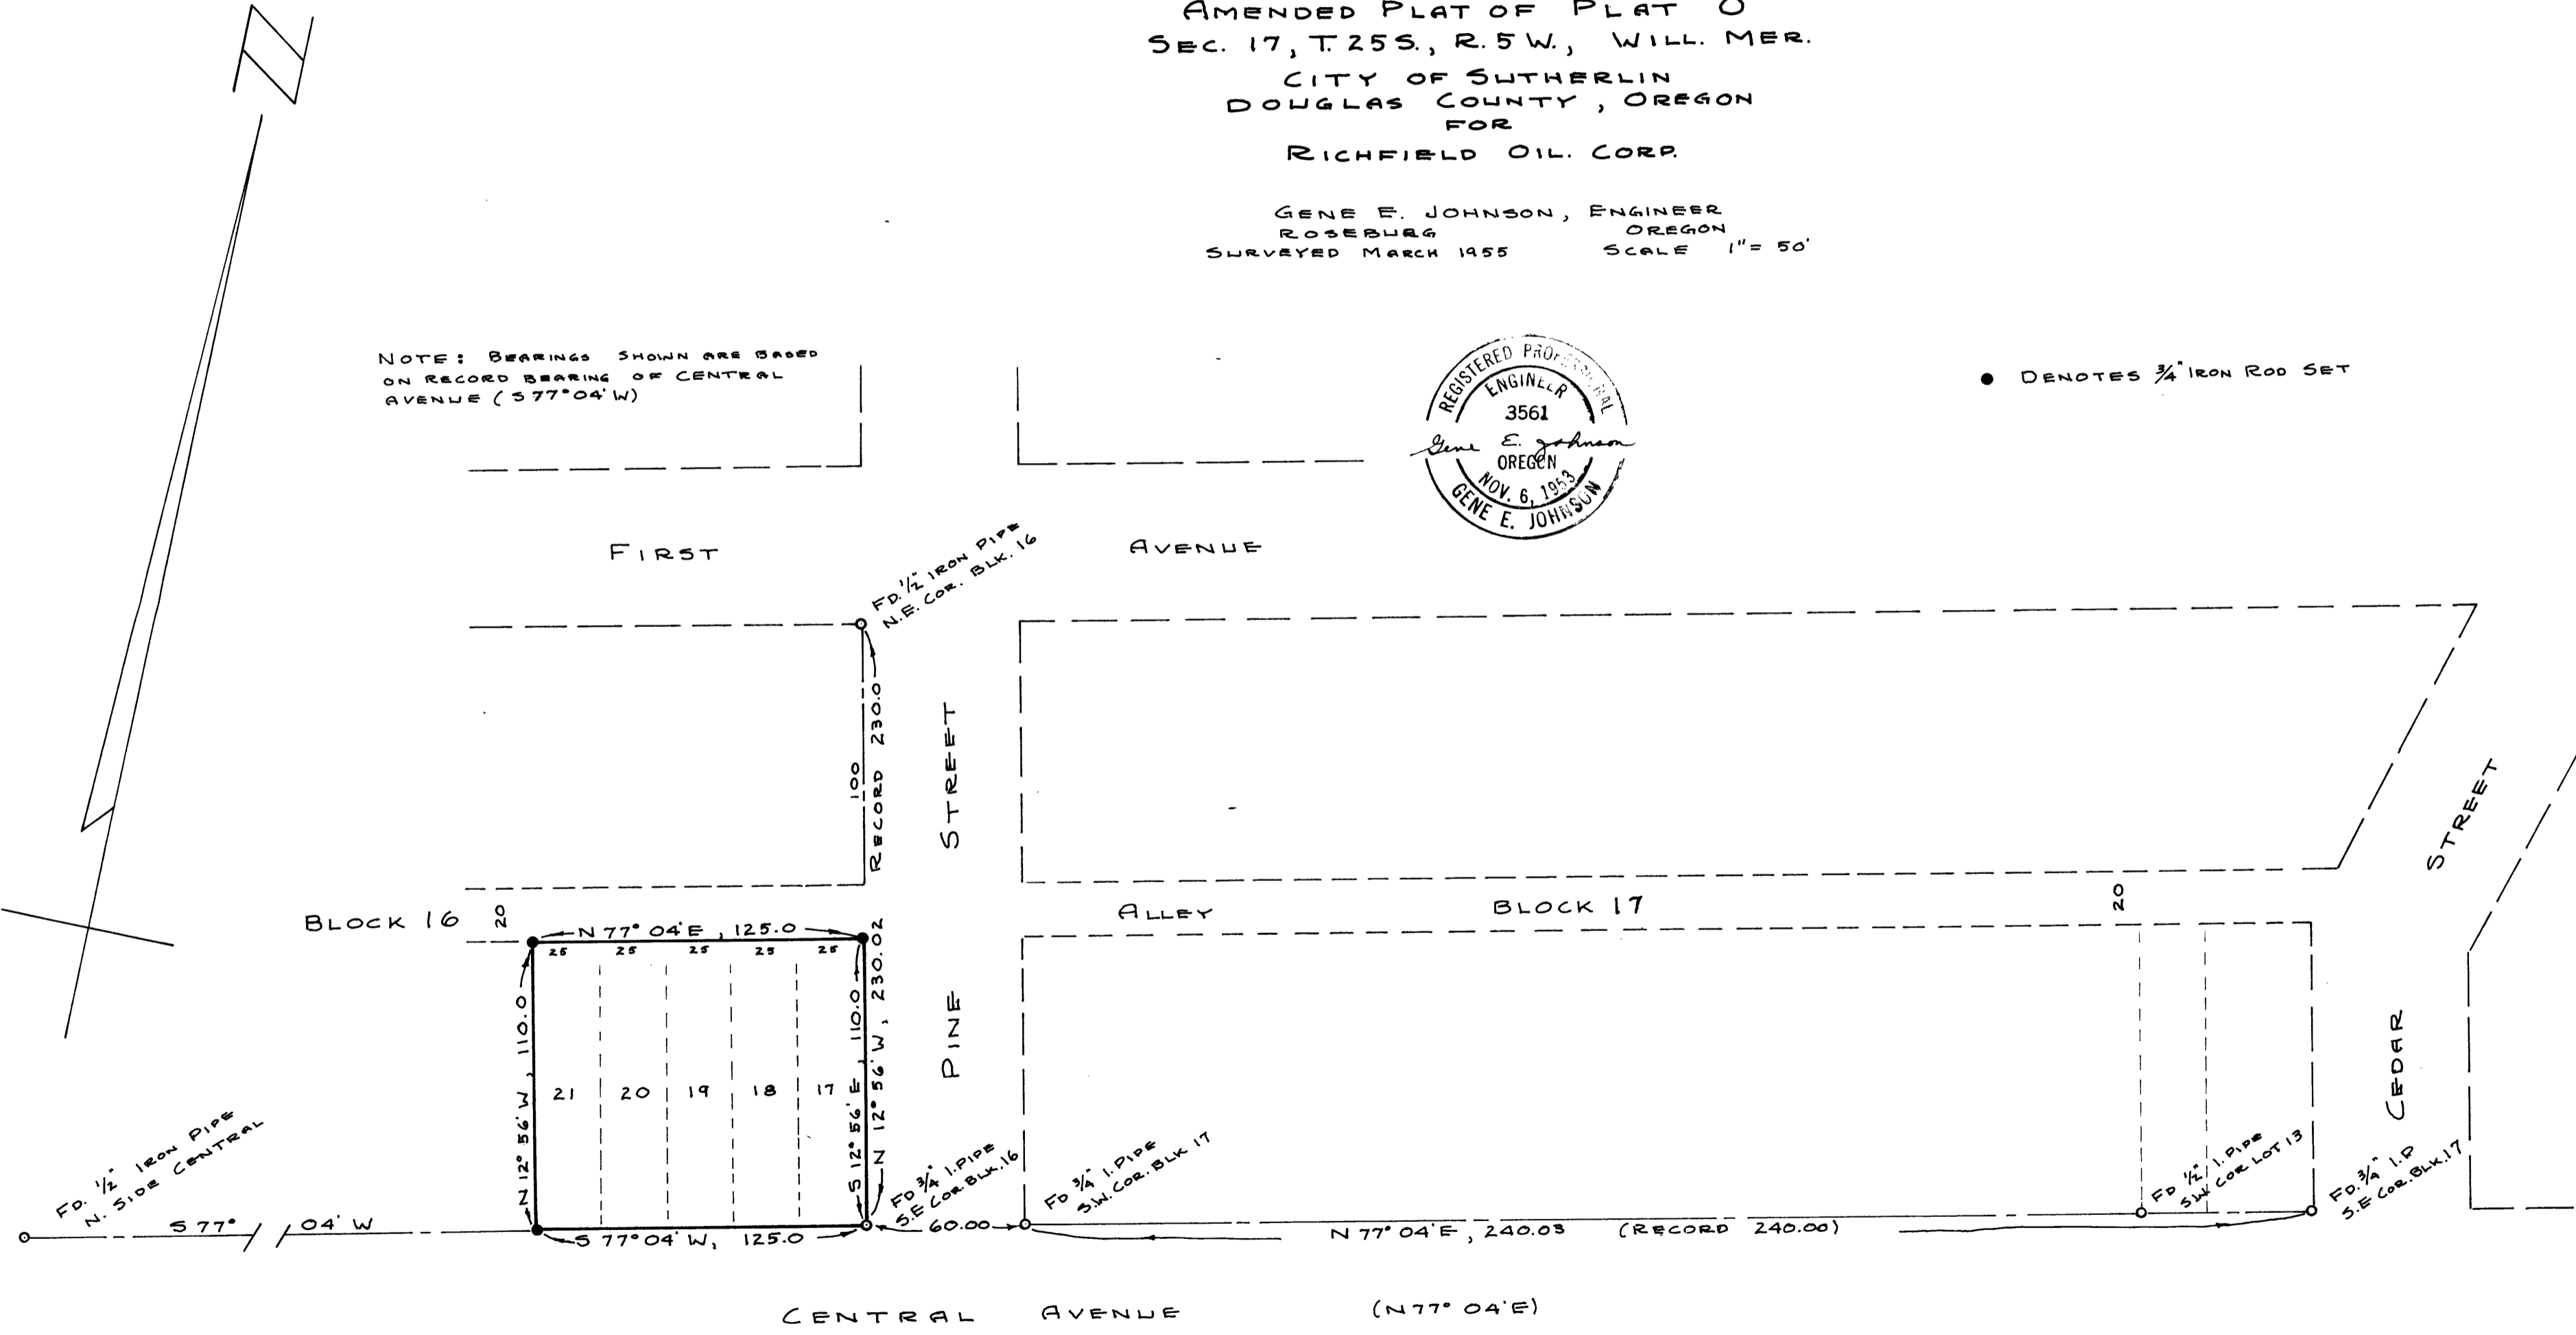 AMENDED PLAT OF PLAT O
SEC. 17, T. 25 S., R. 5 W., WILL. MER.
CITY OF SUTHERLIN
DOUGLAS COUNTY, OREGON
FOR
RICHFIELD OIL. CORP.
GENE E. JOHNSON, ENGINEER
ROSEBURG OREGON
SURVEYED MARCH 1955 SCALE 1"= 50'
N
NOTE: BEARINGS SHOWN ARE BASED
ON RECORD BEARING OF CENTRAL
AVENUE (S 77° 04' W)
REGISTERED PROFESSIONAL
ENGINEER
3561
Gene E. Johnson
OREGON
NOV. 6, 1953
GENE E. JOHNSON
DENOTES 3/4" IRON ROD SET
FIRST AVENUE
FD. 1/2" IRON PIPE
N.E. COR. BLK. 16
RECORD 230.0
100
PINE STREET
BLOCK 16
20
N 77° 04' E, 125.0
25 25 25 25 25
N 12° 56' W, 110.0
21 20 19 18 17
S 12° 56' E, 110.0
N 12° 56' W, 230.02
ALLEY
BLOCK 17
20
CEDAR STREET
FD. 1/2" IRON PIPE
N. SIDE CENTRAL
S 77° 04' W
S 77° 04' W, 125.0
FD 3/4" I. PIPE
S.E COR. BLK. 16
60.00
FD 3/4" I. PIPE
S.W. COR. BLK 17
N 77° 04' E, 240.03 (RECORD 240.00)
FD 1/2" I. PIPE
S.W. COR LOT 13
FD. 3/4" I.P
S.E COR. BLK. 17
CENTRAL AVENUE (N 77° 04' E)